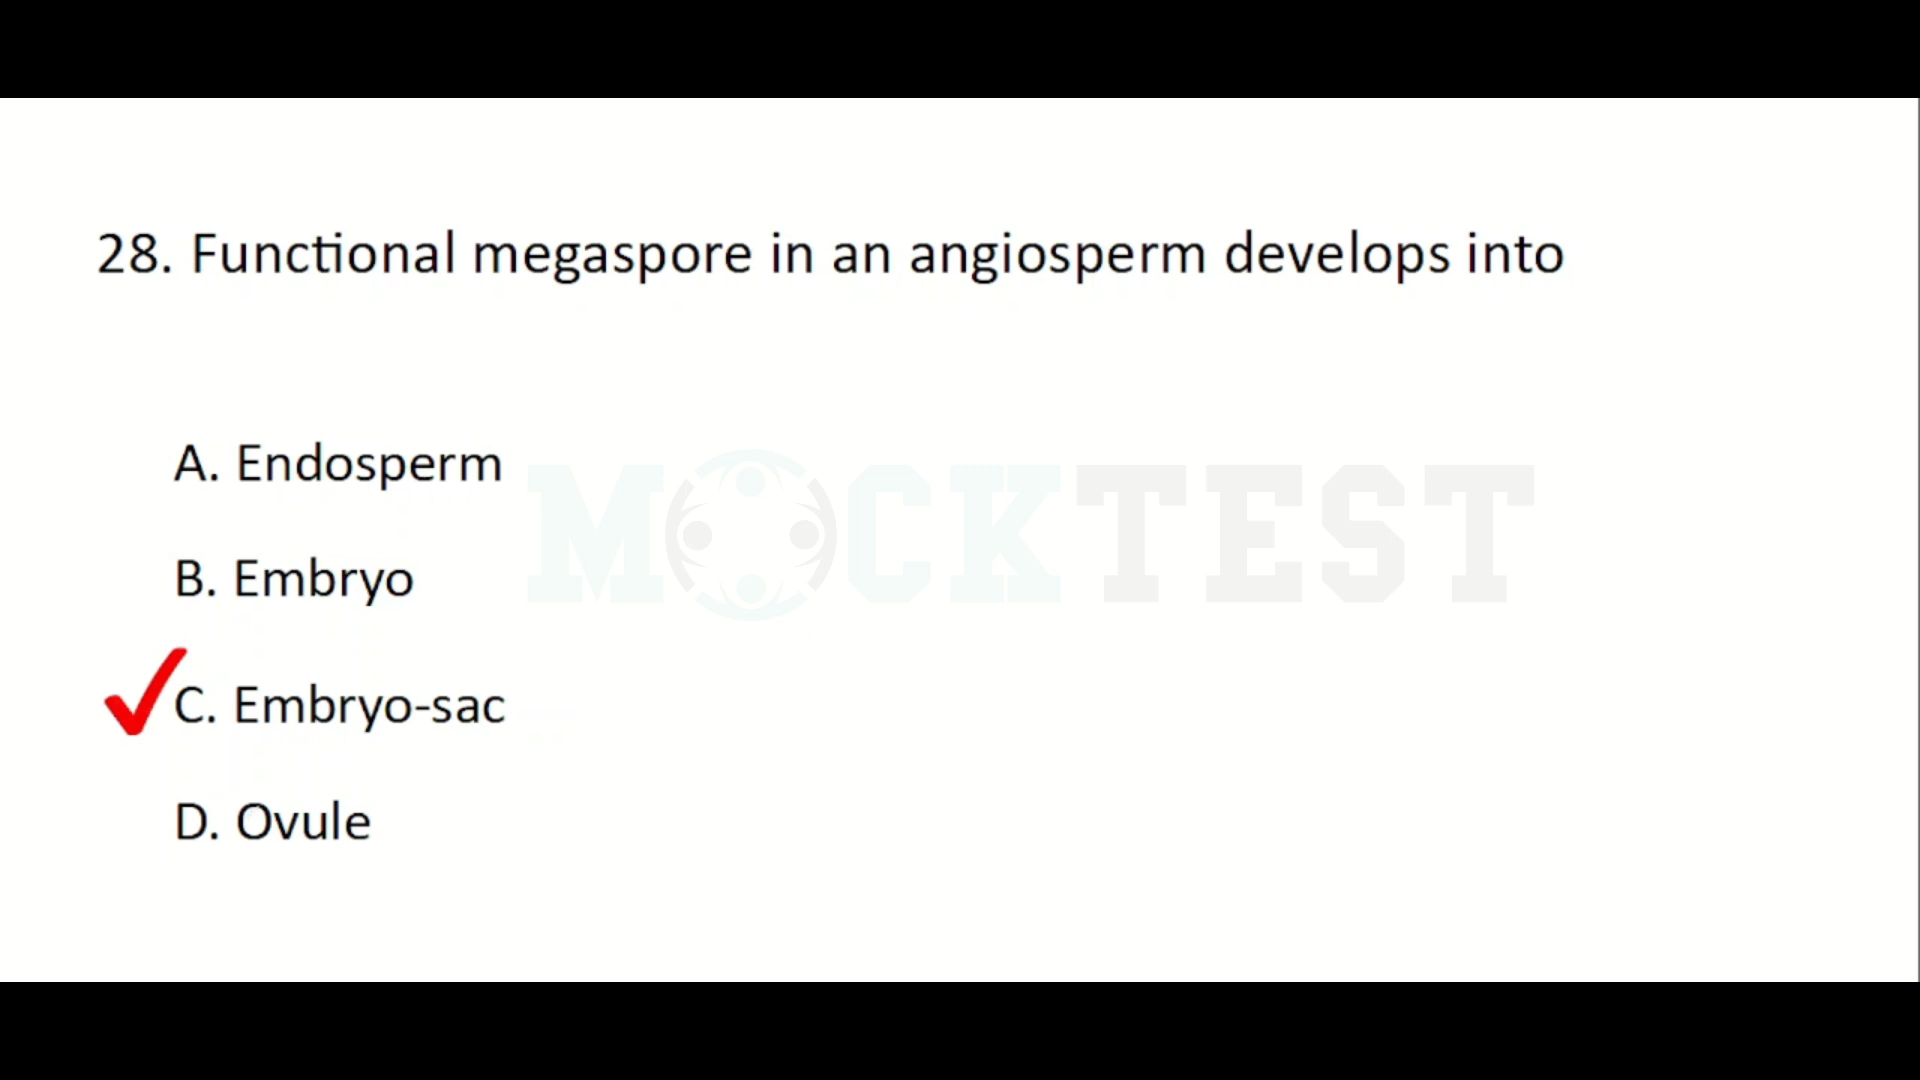 28. Functional megaspore in an angiosperm develops into
A. Endosperm
MOCKTEST
B. Embryo
C. Embryo-sac
D. Ovule